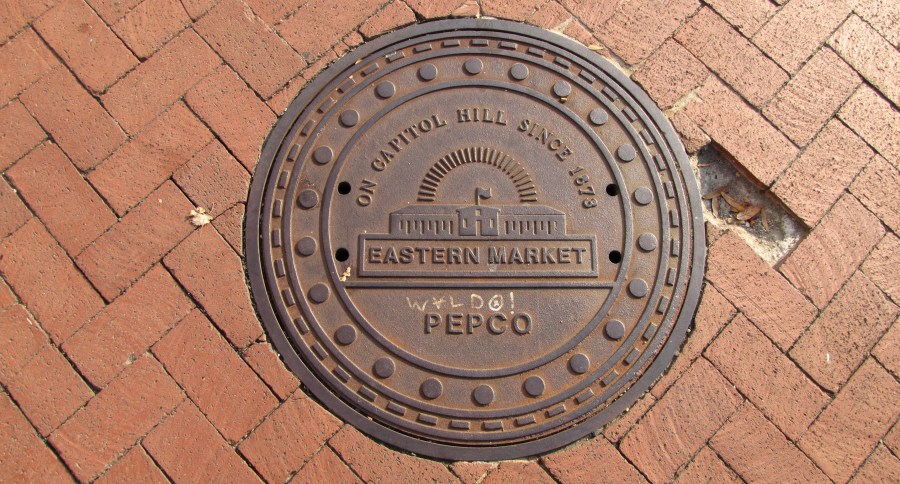 ON CAPITOL HILL SINCE 1873
EASTERN MARKET
WALDO!
PEPCO